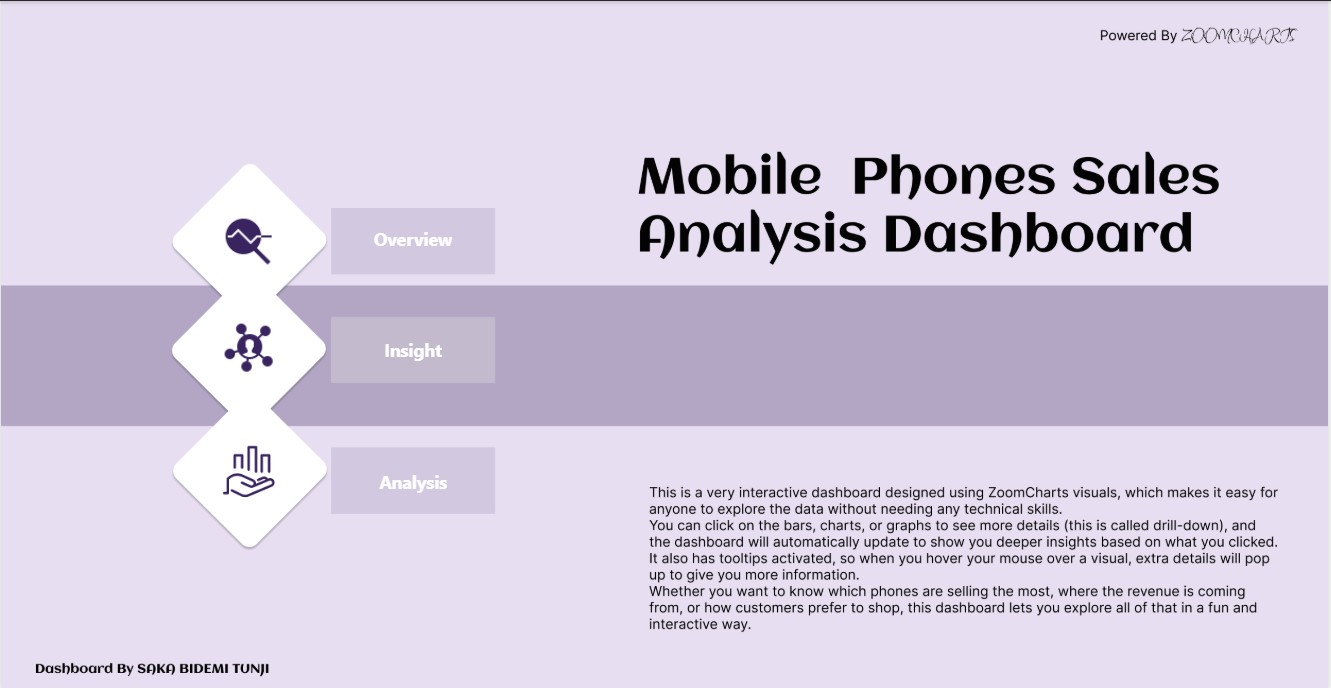 Powered By ZOOMCHARTS
Mobile Phones Sales
Analysis Dashboard
Overview
Insight
Analysis
This is a very interactive dashboard designed using ZoomCharts visuals, which makes it easy for
anyone to explore the data without needing any technical skills.
You can click on the bars, charts, or graphs to see more details (this is called drill-down), and
the dashboard will automatically update to show you deeper insights based on what you clicked.
It also has tooltips activated, so when you hover your mouse over a visual, extra details will pop
up to give you more information.
Whether you want to know which phones are selling the most, where the revenue is coming
from, or how customers prefer to shop, this dashboard lets you explore all of that in a fun and
interactive way.
Dashboard By SAKA BIDEMI TUNJI